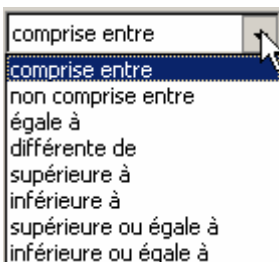 comprise entre
comprise entre
non comprise entre
égale à
différente de
supérieure à
inférieure à
supérieure ou égale à
inférieure ou égale à